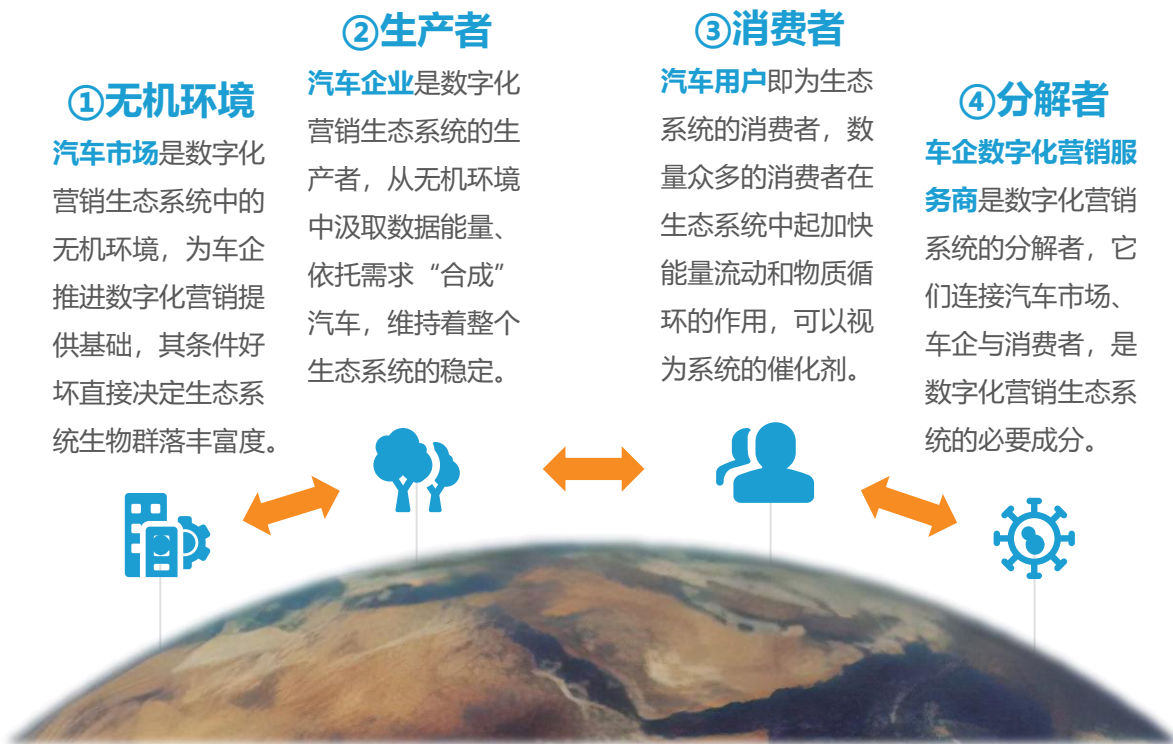 ①无机环境
汽车市场是数字化
营销生态系统中的
无机环境，为车企
推进数字化营销提
供基础，其条件好
坏直接决定生态系
统生物群落丰富度。
②生产者
汽车企业是数字化
营销生态系统的生
产者，从无机环境
中汲取数据能量、
依托需求“合成”
汽车，维持着整个
生态系统的稳定。
③消费者
汽车用户即为生态
系统的消费者，数
量众多的消费者在
生态系统中起加快
能量流动和物质循
环的作用，可以视
为系统的催化剂。
④分解者
车企数字化营销服
务商是数字化营销
系统的分解者，它
们连接汽车市场、
车企与消费者，是
数字化营销生态系
统的必要成分。